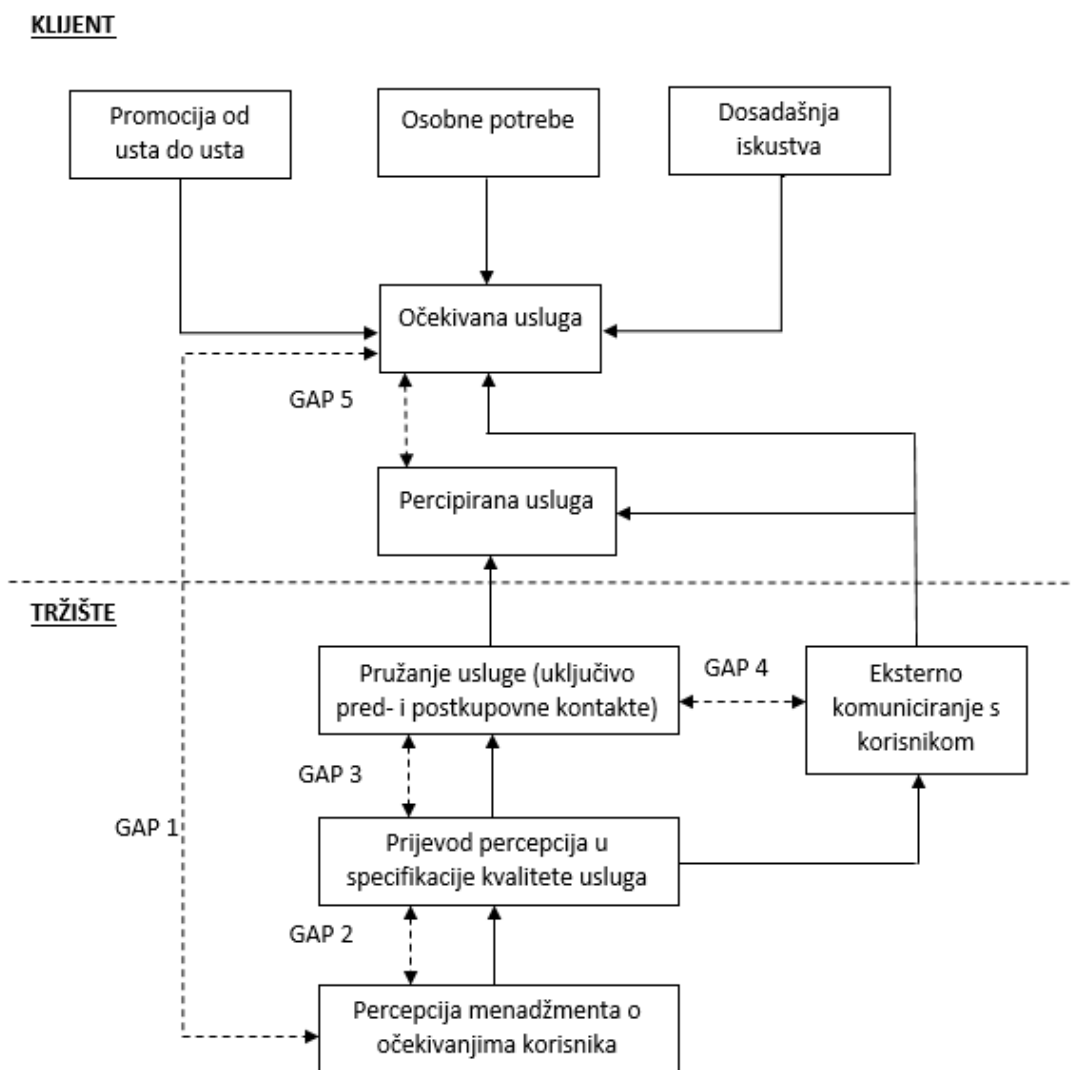 KLIJENT
Promocija od
usta do usta
Osobne potrebe
Dosadašnja
iskustva
Očekivana usluga
GAP 5
Percipirana usluga
TRŽIŠTE
Pružanje usluge (uključivo
pred- i postkupovne kontakte)
GAP 4
Eksterno
komuniciranje s
korisnikom
GAP 3
GAP 1
Prijevod percepcija u
specifikacije kvalitete usluga
GAP 2
Percepcija menadžmenta o
očekivanjima korisnika